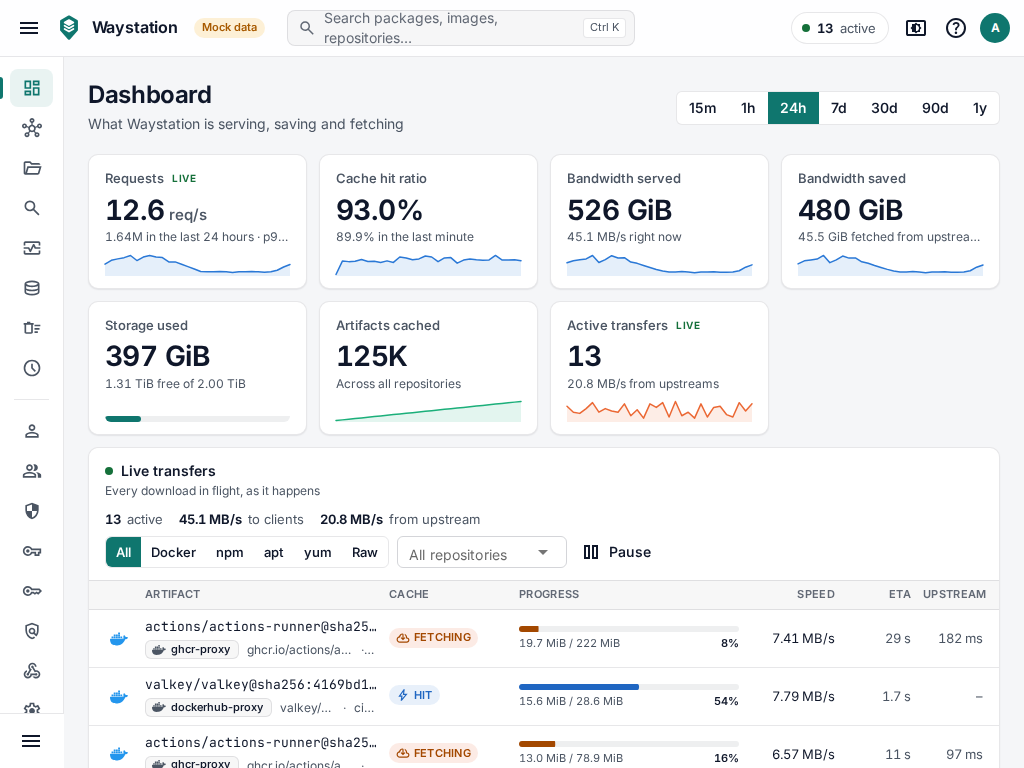 Waystation
Mock data
Search packages, images, repositories...
Ctrl K
13 active
A
Dashboard
What Waystation is serving, saving and fetching
15m 1h 24h 7d 30d 90d 1y
Requests LIVE
12.6 req/s
1.64M in the last 24 hours · p9...
Cache hit ratio
93.0%
89.9% in the last minute
Bandwidth served
526 GiB
45.1 MB/s right now
Bandwidth saved
480 GiB
45.5 GiB fetched from upstrea...
Storage used
397 GiB
1.31 TiB free of 2.00 TiB
Artifacts cached
125K
Across all repositories
Active transfers LIVE
13
20.8 MB/s from upstreams
Live transfers
Every download in flight, as it happens
13 active 45.1 MB/s to clients 20.8 MB/s from upstream
All Docker npm apt yum Raw All repositories Pause
ARTIFACT CACHE PROGRESS SPEED ETA UPSTREAM
actions/actions-runner@sha25...
ghcr-proxy ghcr.io/actions/a... ·...
FETCHING
19.7 MiB / 222 MiB 8%
7.41 MB/s 29 s 182 ms
valkey/valkey@sha256:4169bd1...
dockerhub-proxy valkey/... · ci...
HIT
15.6 MiB / 28.6 MiB 54%
7.79 MB/s 1.7 s –
actions/actions-runner@sha25...
ghcr-proxy ghcr.io/actions/a...
FETCHING
13.0 MiB / 78.9 MiB 16%
6.57 MB/s 11 s 97 ms